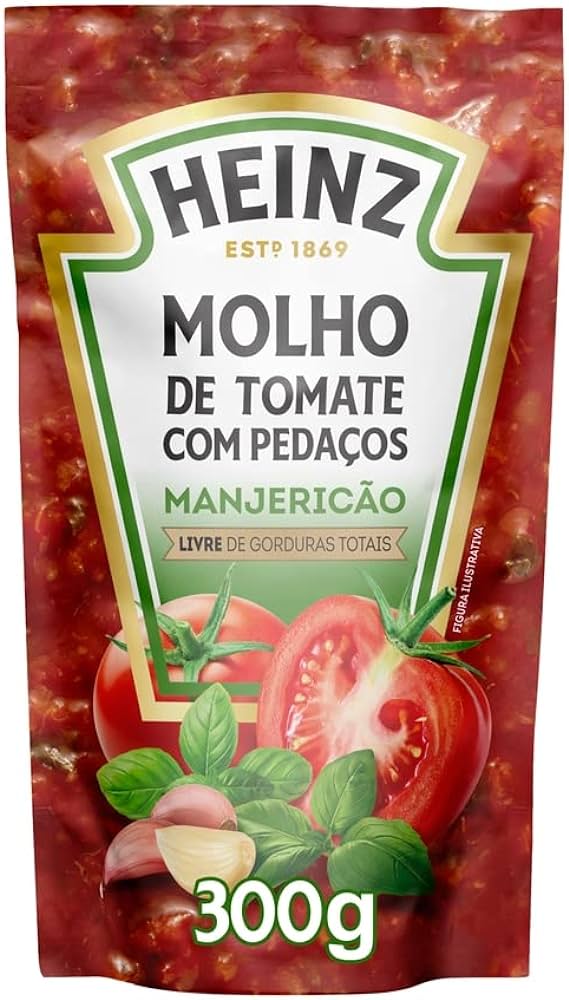 HEINZ
ESTD 1869
MOLHO
DE TOMATE
COM PEDAÇOS
MANJERICÃO
LIVRE DE GORDURAS TOTAIS
FIGURA ILUSTRATIVA
300g